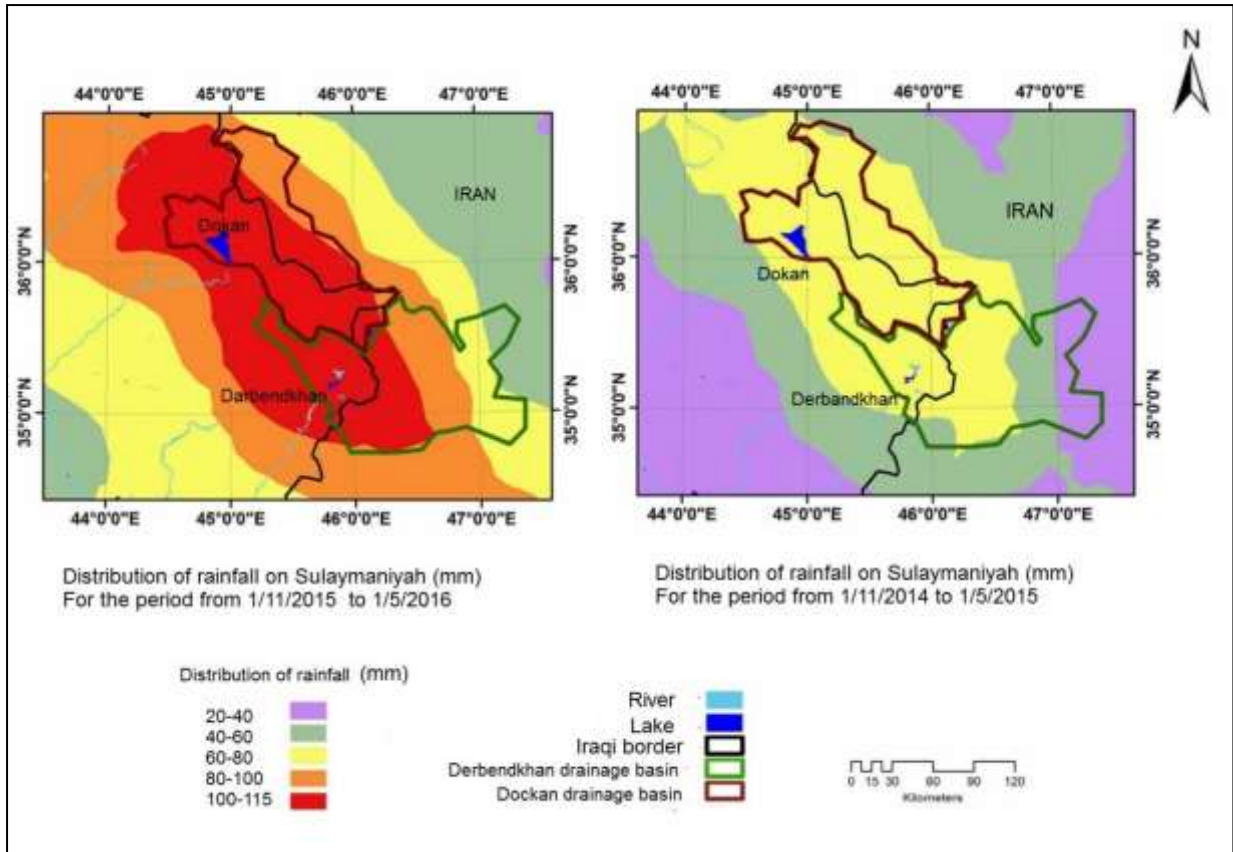 N
44°0'0"E 45°0'0"E 46°0'0"E 47°0'0"E
36°0'0"N
35°0'0"N
IRAN
Dokan
Darbendkhan
36°0'0"N
35°0'0"N
44°0'0"E 45°0'0"E 46°0'0"E 47°0'0"E
44°0'0"E 45°0'0"E 46°0'0"E 47°0'0"E
36°0'0"N
35°0'0"N
IRAN
Dokan
Derbandkhan
36°0'0"N
35°0'0"N
44°0'0"E 45°0'0"E 46°0'0"E 47°0'0"E
Distribution of rainfall on Sulaymaniyah (mm)
For the period from 1/11/2015 to 1/5/2016
Distribution of rainfall on Sulaymaniyah (mm)
For the period from 1/11/2014 to 1/5/2015
Distribution of rainfall (mm)
20-40
40-60
60-80
80-100
100-115
River
Lake
Iraqi border
Derbendkhan drainage basin
Dockan drainage basin
0 15 30 60 90 120
Kilometers